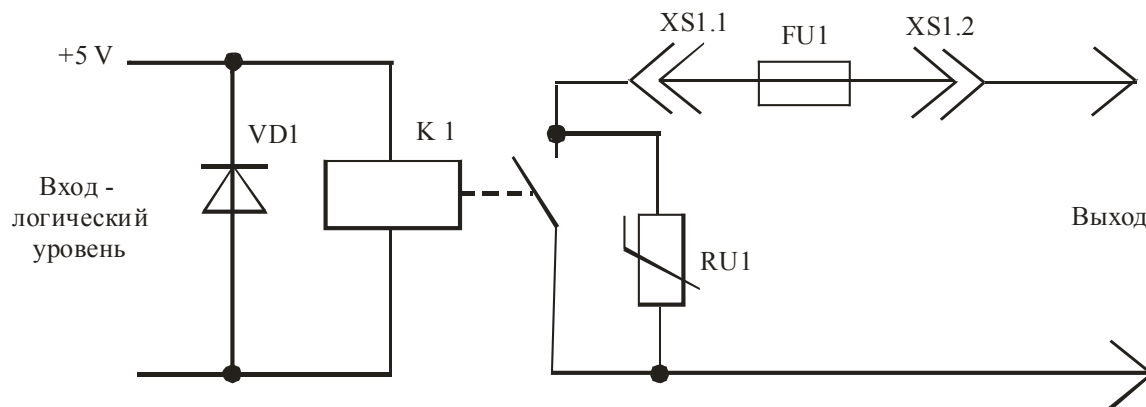 XS1.1
FU1
XS1.2
+5 V
VD1
K 1
Вход -
логический
уровень
Выход
RU1